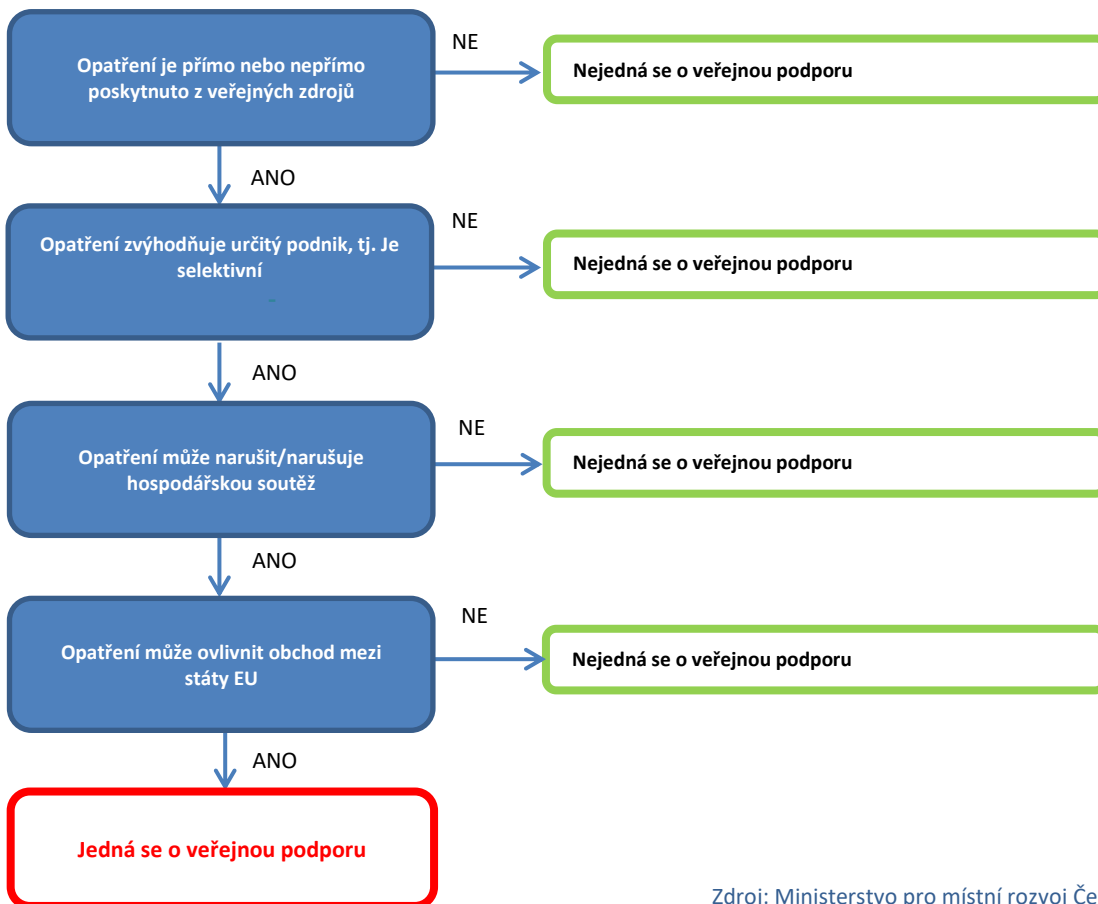 NE
Opatření je přímo nebo nepřímo
poskytnuto z veřejných zdrojů
Nejedná se o veřejnou podporu
ANO
NE
Opatření zvýhodňuje určitý podnik, tj. Je
selektivní
-
Nejedná se o veřejnou podporu
ANO
NE
Opatření může narušit/narušuje
hospodářskou soutěž
Nejedná se o veřejnou podporu
ANO
NE
Opatření může ovlivnit obchod mezi
státy EU
Nejedná se o veřejnou podporu
ANO
Jedná se o veřejnou podporu
Zdroj: Ministerstvo pro místní rozvoj Če